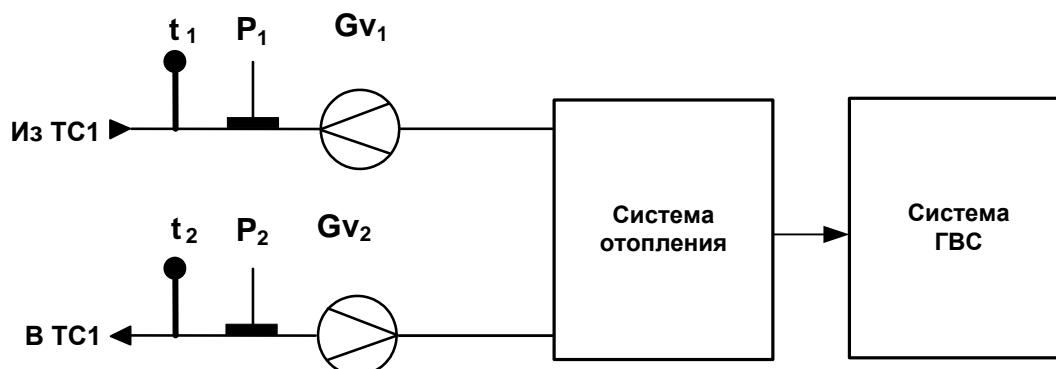 t 1 P1 Gv1
Из ТС1
Система отопления
Система ГВС
t 2 P2 Gv2
В ТС1